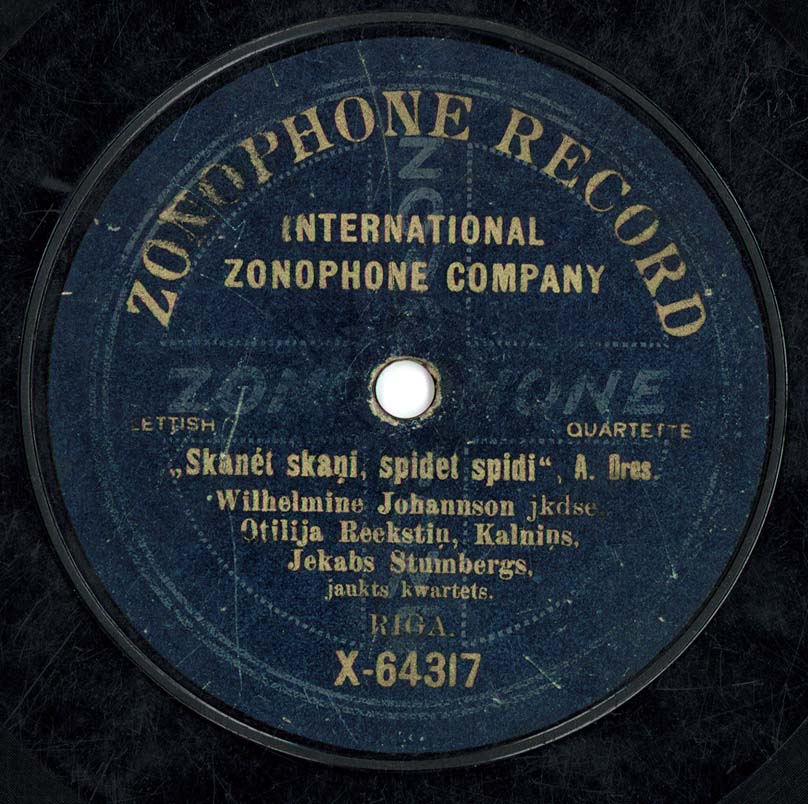 ZONOPHONE RECORD
INTERNATIONAL
ZONOPHONE COMPANY
ZONOPHONE
LETTISH QUARTETTE
„Skanét skaņi, spidet spidi“, A. Ores.
Wilhelmine Johannson jkdse,
Otilija Reekstiņ, Kalniņs,
Jekabs Stumbergs,
jaukts kwartets.
RIGA.
X-64317